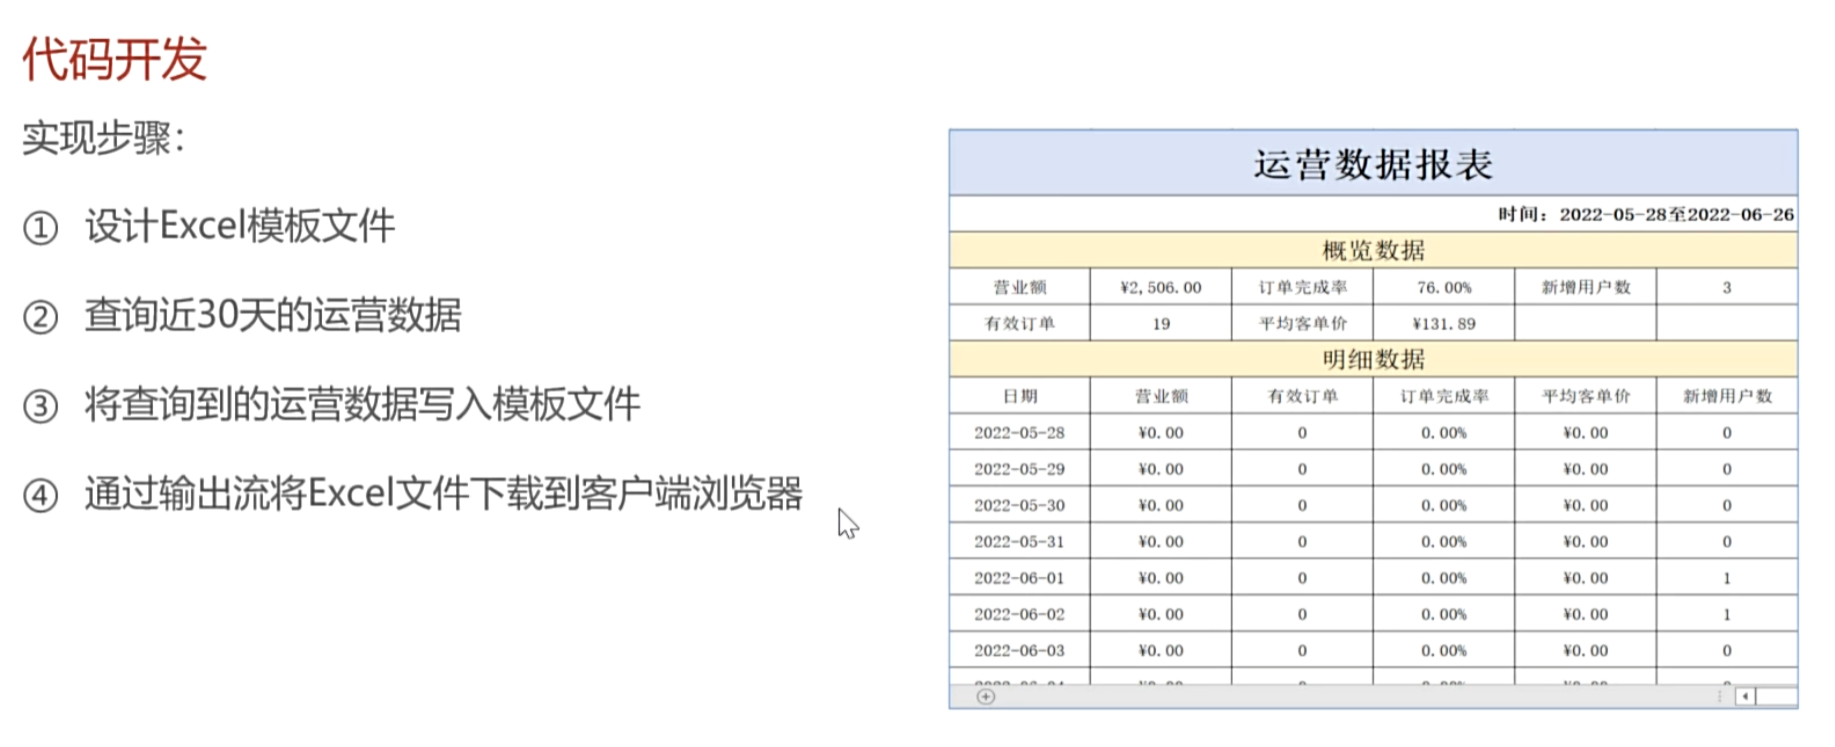 代码开发
实现步骤：
① 设计Excel模板文件
② 查询近30天的运营数据
③ 将查询到的运营数据写入模板文件
④ 通过输出流将Excel文件下载到客户端浏览器
运营数据报表
时间：2022-05-28至2022-06-26
概览数据
营业额 ¥2,506.00 订单完成率 76.00% 新增用户数 3
有效订单 19 平均客单价 ¥131.89
明细数据
日期 营业额 有效订单 订单完成率 平均客单价 新增用户数
2022-05-28 ¥0.00 0 0.00% ¥0.00 0
2022-05-29 ¥0.00 0 0.00% ¥0.00 0
2022-05-30 ¥0.00 0 0.00% ¥0.00 0
2022-05-31 ¥0.00 0 0.00% ¥0.00 0
2022-06-01 ¥0.00 0 0.00% ¥0.00 1
2022-06-02 ¥0.00 0 0.00% ¥0.00 1
2022-06-03 ¥0.00 0 0.00% ¥0.00 0